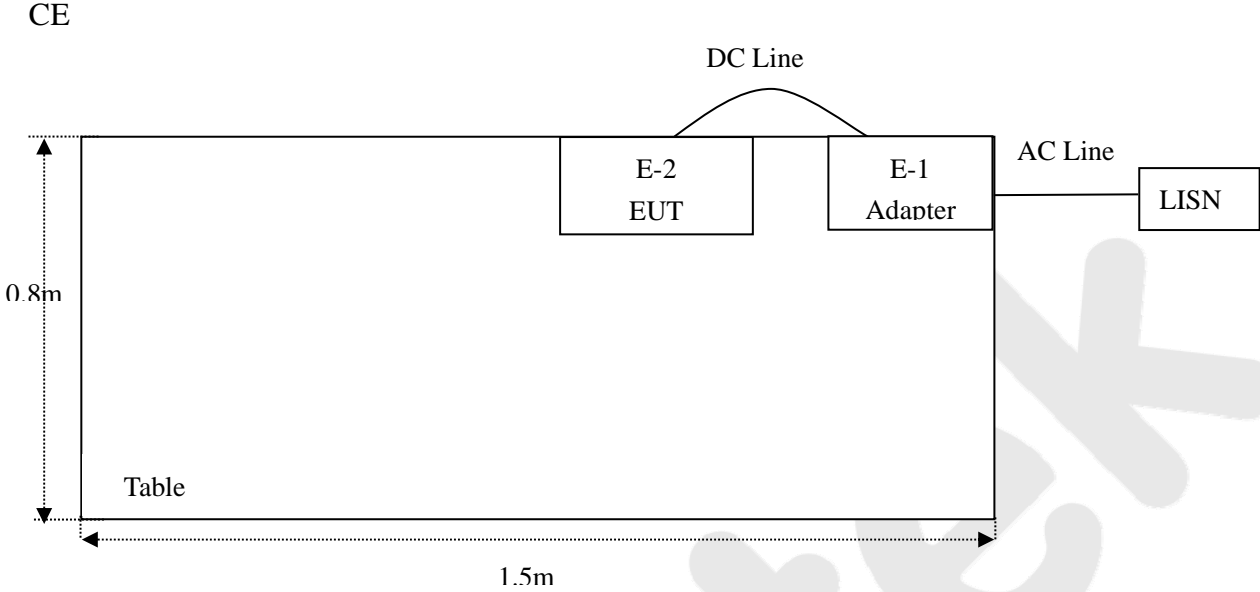 CE
DC Line
E-2
EUT
E-1
Adapter
AC Line
LISN
0.8m
Table
1.5m